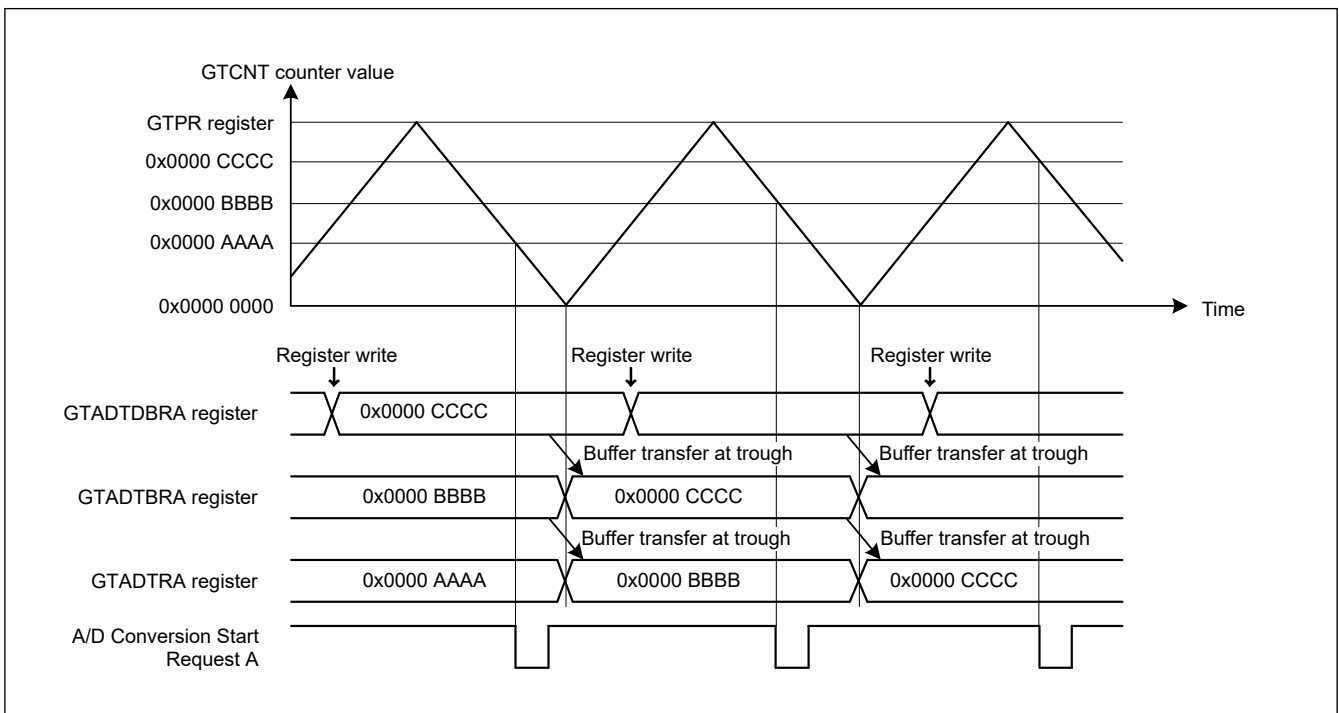 GTCNT counter value
GTPR register
0x0000 CCCC
0x0000 BBBB
0x0000 AAAA
0x0000 0000
Time
Register write
Register write
Register write
GTADTDBRA register
0x0000 CCCC
Buffer transfer at trough
Buffer transfer at trough
GTADTBRA register
0x0000 BBBB
0x0000 CCCC
Buffer transfer at trough
Buffer transfer at trough
GTADTRA register
0x0000 AAAA
0x0000 BBBB
0x0000 CCCC
A/D Conversion Start
Request A